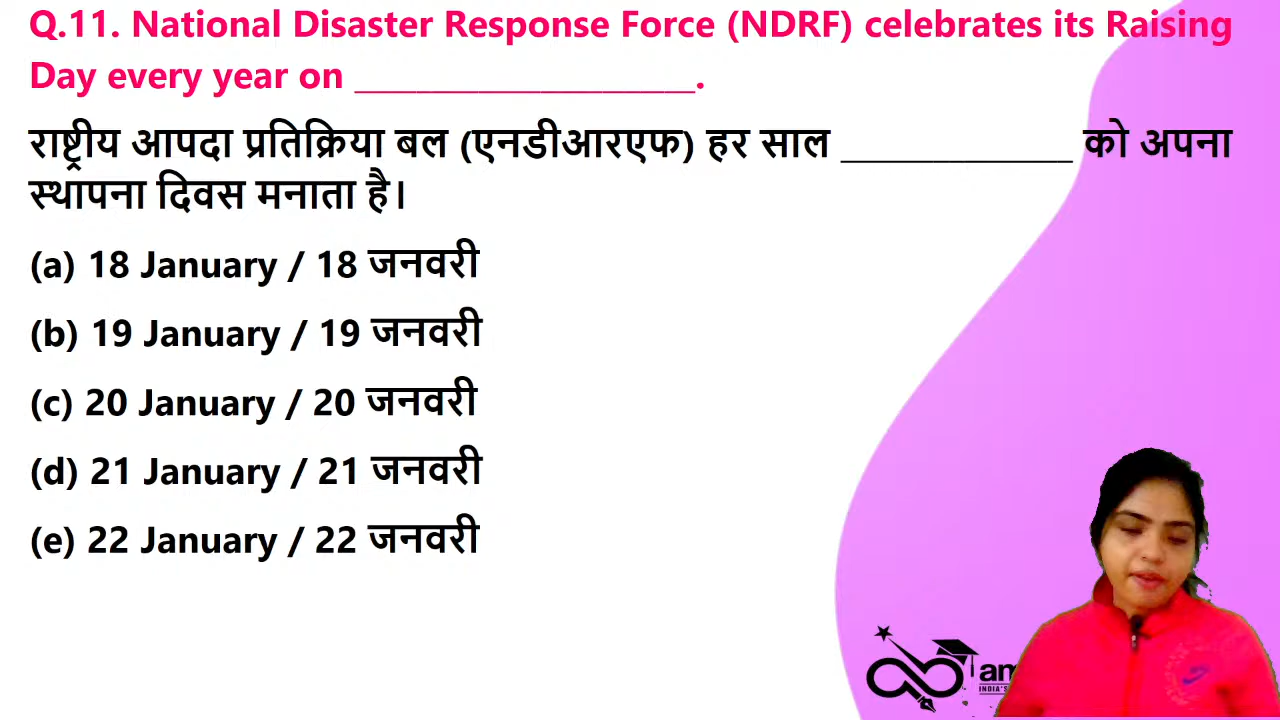 Q.11. National Disaster Response Force (NDRF) celebrates its Raising
Day every year on ____________________.
राष्ट्रीय आपदा प्रतिक्रिया बल (एनडीआरएफ) हर साल ______________ को अपना
स्थापना दिवस मनाता है।
(a) 18 January / 18 जनवरी
(b) 19 January / 19 जनवरी
(c) 20 January / 20 जनवरी
(d) 21 January / 21 जनवरी
(e) 22 January / 22 जनवरी
INDIA'S